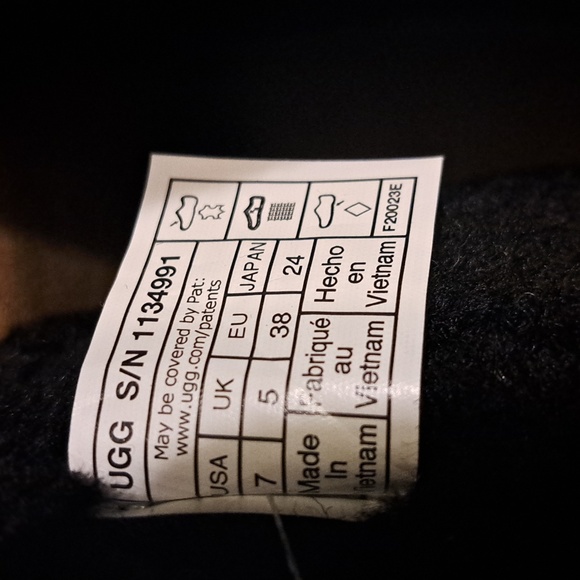 UGG S/N 1134991
May be covered by Pat:
www.ugg.com/patents
USA UK EU JAPAN
7 5 38 24
Made In Vietnam
Fabriqué au Vietnam
Hecho en Vietnam
F20023E